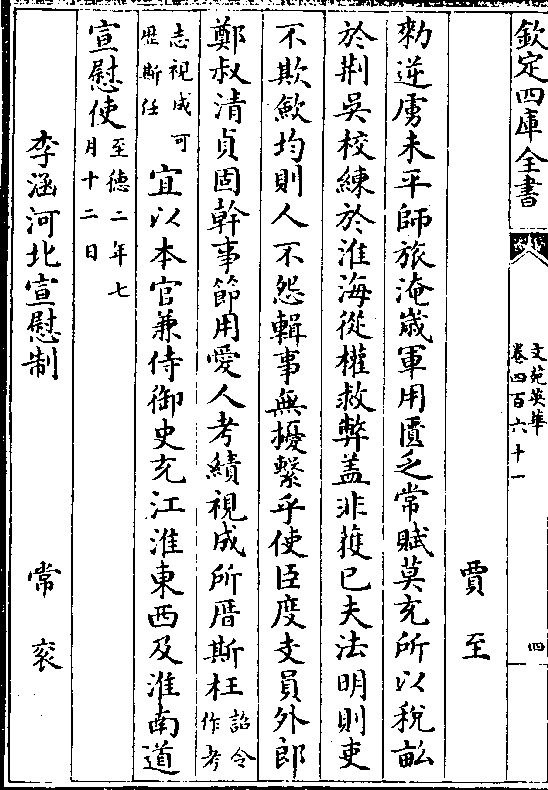 欽定四庫全書
文苑英華
卷四百六十一
四
賈至
勑逆虜未平師旅淹歲軍用匱乏常賦莫充所以稅畝
於荆吳校練於淮海從權救弊盖非獲已夫法明則吏
不欺歛均則人不怨輯事無擾繫乎使臣度支員外郎
鄭叔清貞固幹事節用愛人考績視成所厝斯枉詔令
作考
志視成可
歴斯任宜以本官兼侍御史充江淮東西及淮南道
宣慰使至德二年七
月十二日
李涵河北宣慰制 常衮